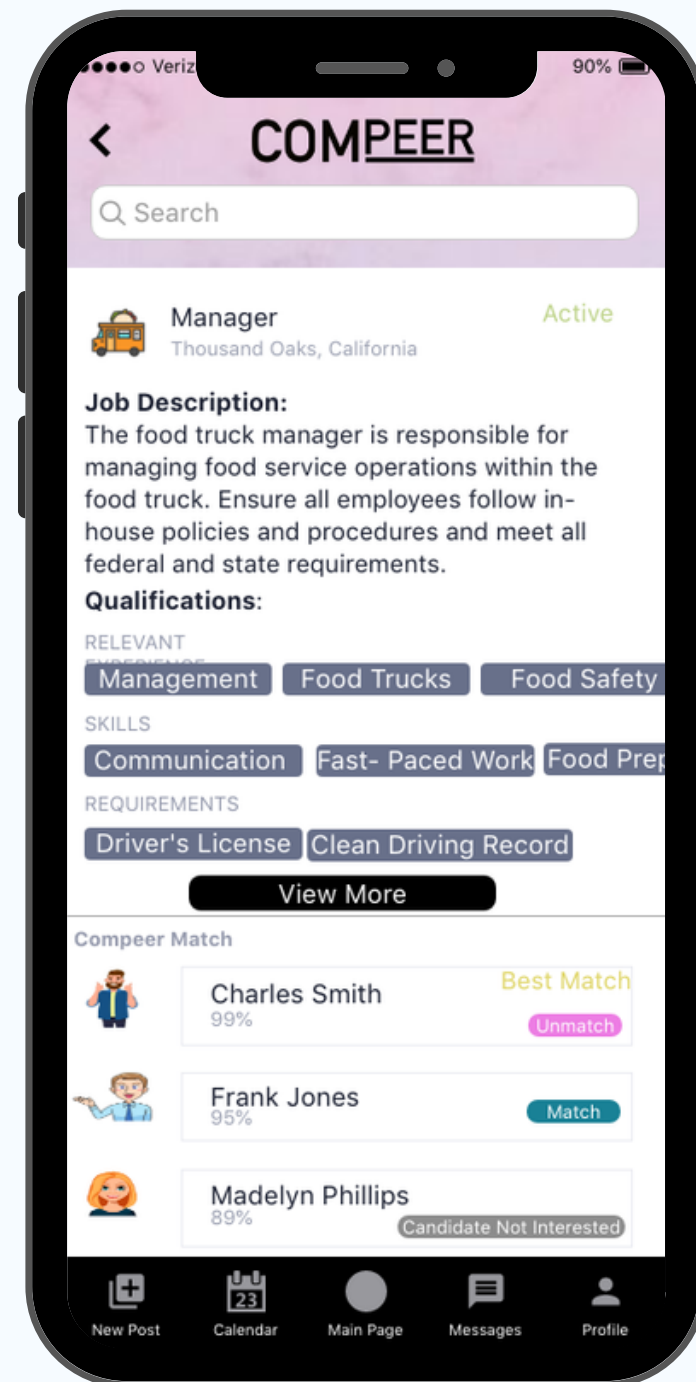 Veriz
90%
COMPEER
Search
Manager
Active
Thousand Oaks, California
Job Description:
The food truck manager is responsible for
managing food service operations within the
food truck. Ensure all employees follow in-
house policies and procedures and meet all
federal and state requirements.
Qualifications:
RELEVANT
EXPERIENCE
Management
Food Trucks
Food Safety
SKILLS
Communication
Fast- Paced Work
Food Prep
REQUIREMENTS
Driver's License
Clean Driving Record
View More
Compeer Match
Charles Smith
Best Match
99%
Unmatch
Frank Jones
95%
Match
Madelyn Phillips
89%
Candidate Not Interested
23
New Post
Calendar
Main Page
Messages
Profile